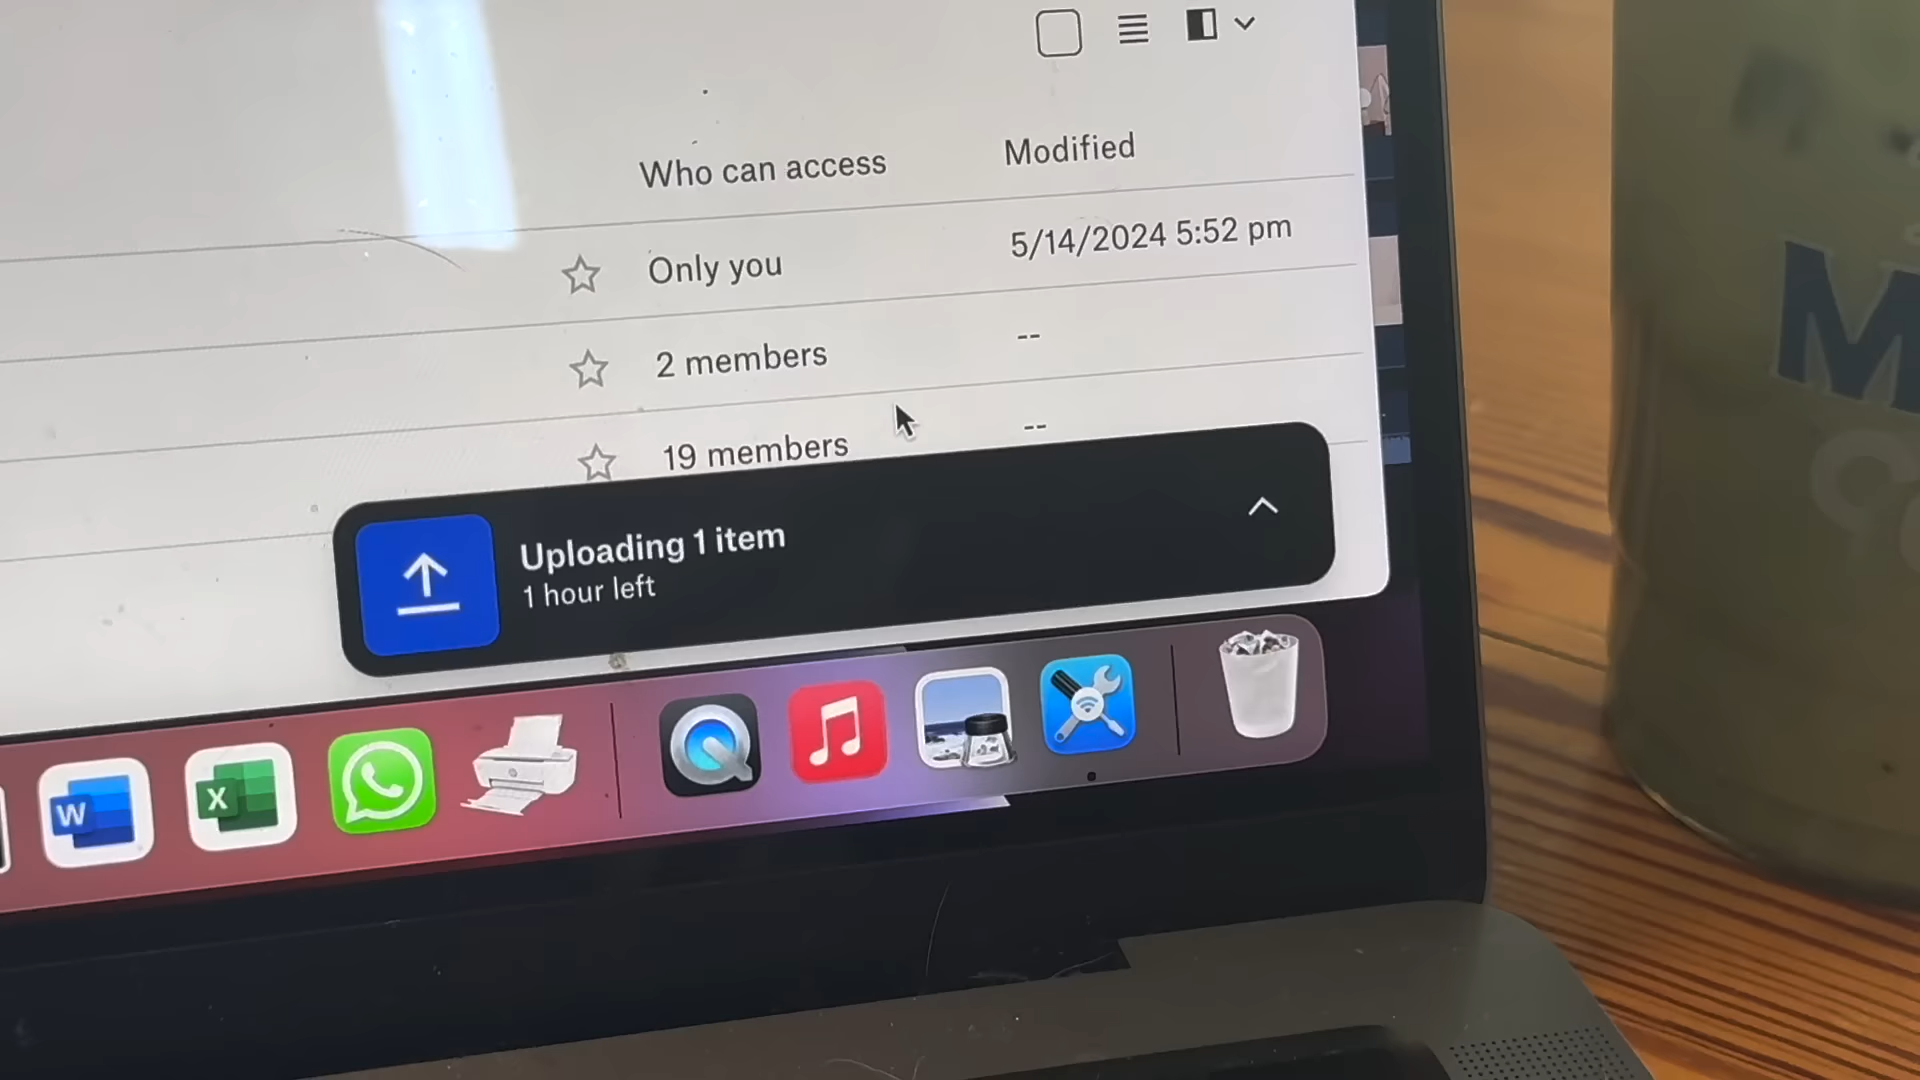 Who can access Modified
Only you 5/14/2024 5:52 pm
2 members --
19 members --
Uploading 1 item
1 hour left
W
X
M